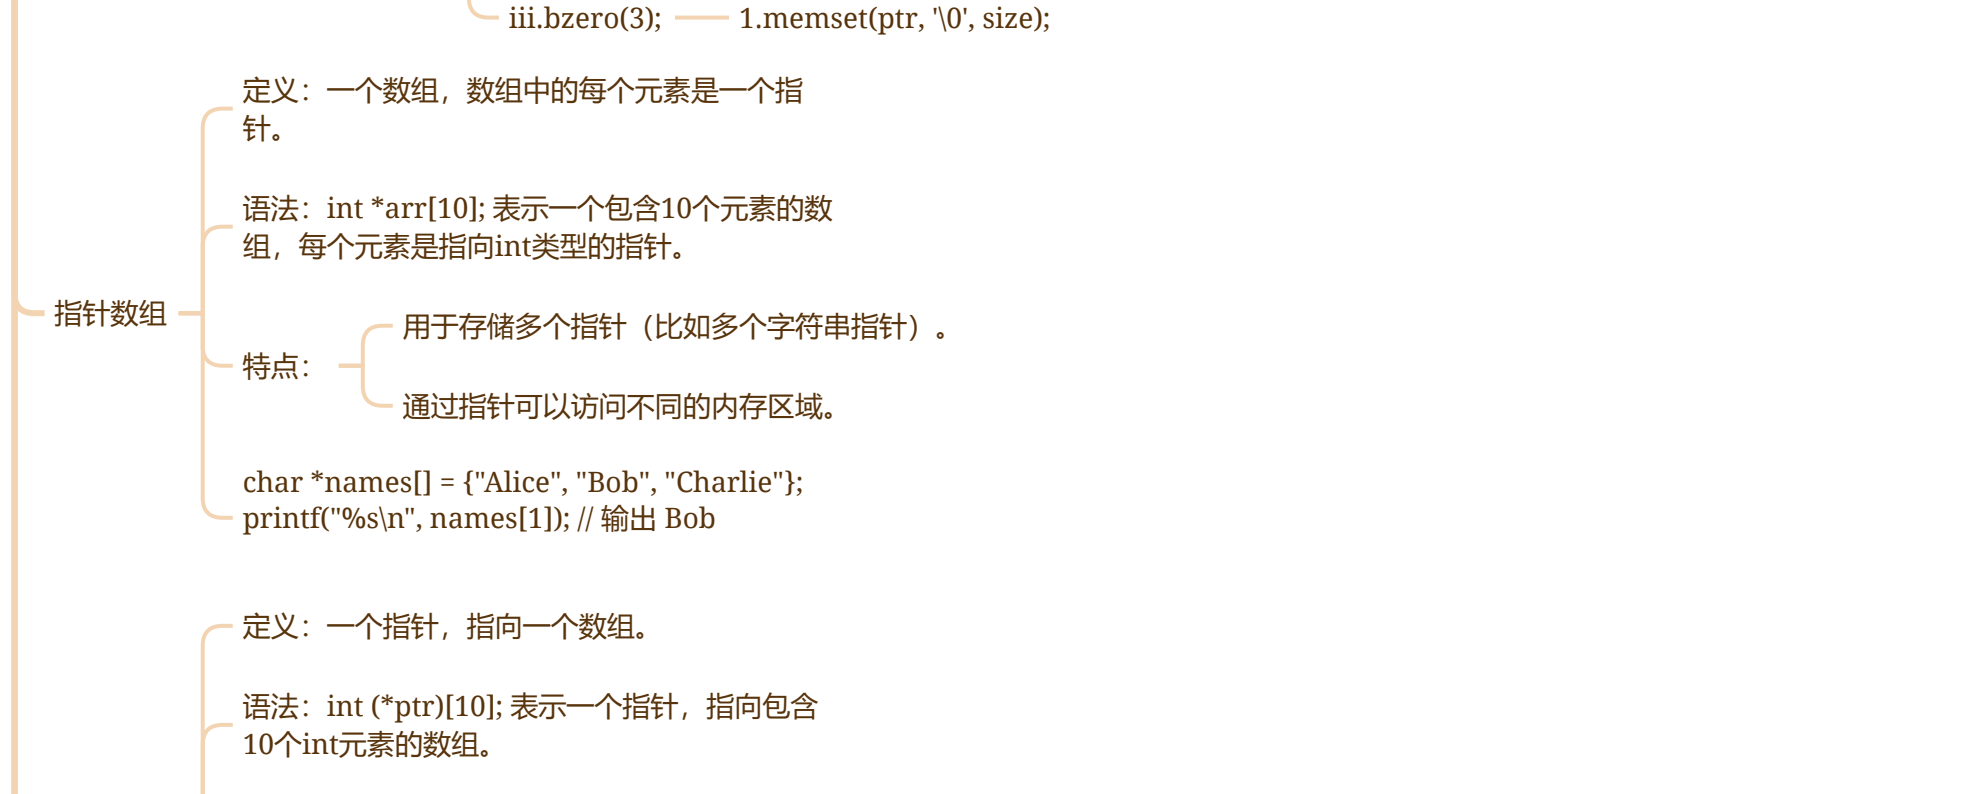 iii.bzero(3);
1.memset(ptr, '\0', size);
定义：一个数组，数组中的每个元素是一个指
针。
语法：int *arr[10]; 表示一个包含10个元素的数
组，每个元素是指向int类型的指针。
指针数组
特点：
用于存储多个指针（比如多个字符串指针）。
通过指针可以访问不同的内存区域。
char *names[] = {"Alice", "Bob", "Charlie"};
printf("%s\n", names[1]); // 输出 Bob
定义：一个指针，指向一个数组。
语法：int (*ptr)[10]; 表示一个指针，指向包含
10个int元素的数组。